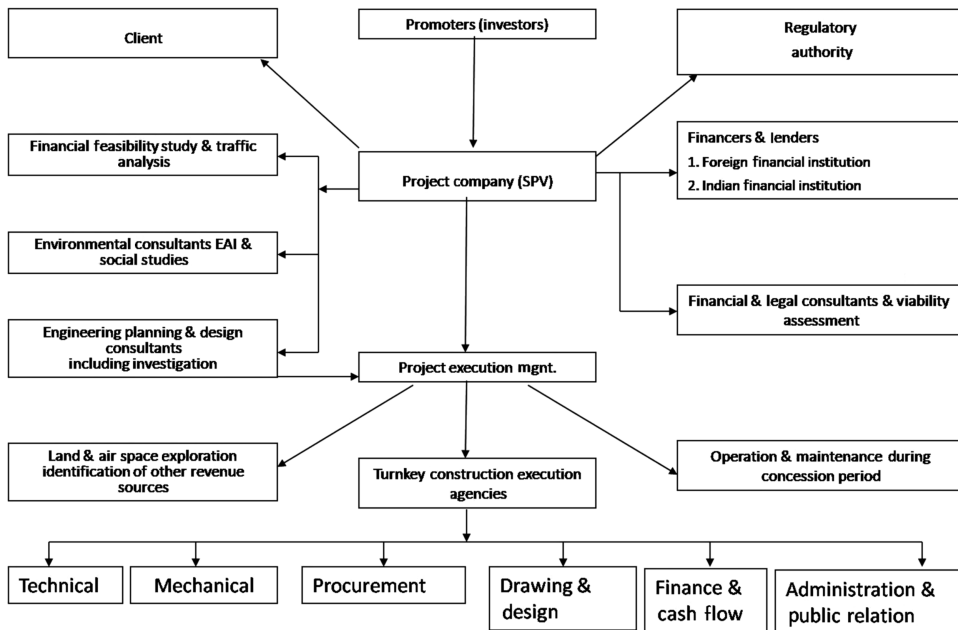 Client
Promoters (investors)
Regulatory
authority
Financial feasibility study & traffic
analysis
Project company (SPV)
Financers & lenders
1. Foreign financial institution
2. Indian financial institution
Environmental consultants EAI &
social studies
Financial & legal consultants & viability
assessment
Engineering planning & design
consultants
including investigation
Project execution mgnt.
Land & air space exploration
identification of other revenue
sources
Turnkey construction execution
agencies
Operation & maintenance during
concession period
Technical
Mechanical
Procurement
Drawing &
design
Finance &
cash flow
Administration &
public relation